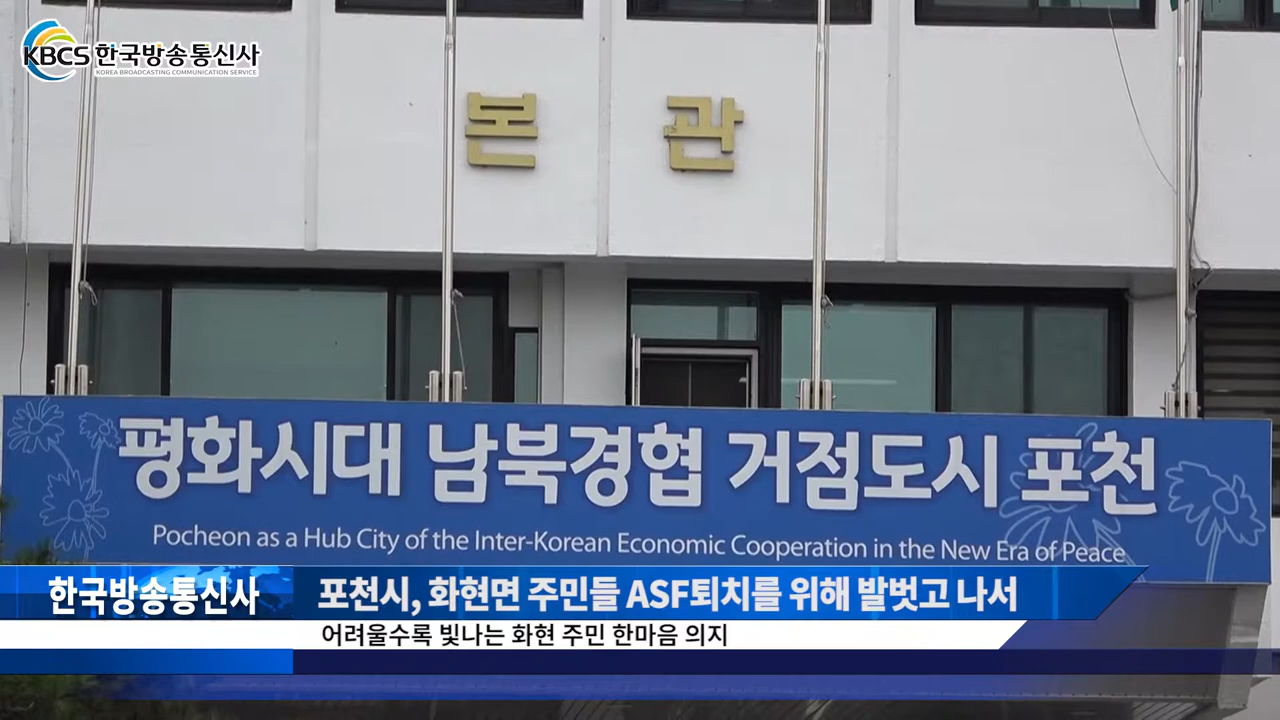 KBCS 한국방송통신사
KOREA BROADCASTING COMMUNICATION SERVICE
본 관
평화시대 남북경협 거점도시 포천
Pocheon as a Hub City of the Inter-Korean Economic Cooperation in the New Era of Peace
한국방송통신사
포천시, 화현면 주민들 ASF퇴치를 위해 발벗고 나서
어려울수록 빛나는 화현 주민 한마음 의지